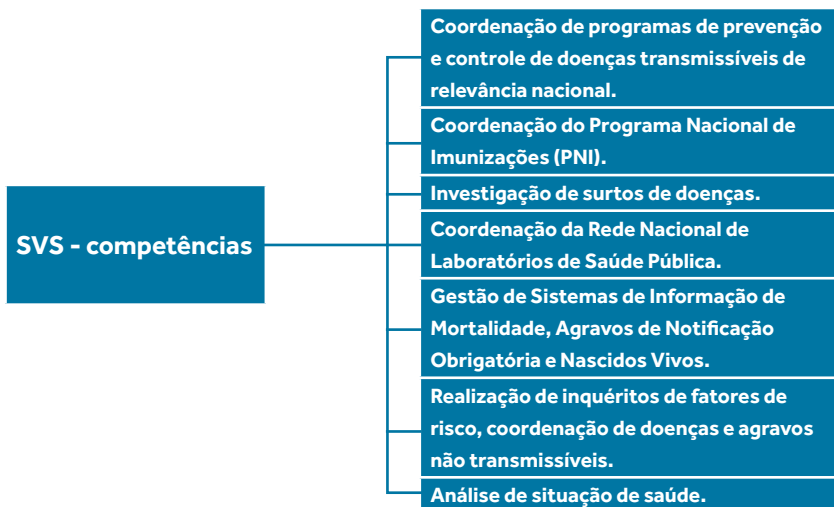 SVS - competências
Coordenação de programas de prevenção
e controle de doenças transmissíveis de
relevância nacional.
Coordenação do Programa Nacional de
Imunizações (PNI).
Investigação de surtos de doenças.
Coordenação da Rede Nacional de
Laboratórios de Saúde Pública.
Gestão de Sistemas de Informação de
Mortalidade, Agravos de Notificação
Obrigatória e Nascidos Vivos.
Realização de inquéritos de fatores de
risco, coordenação de doenças e agravos
não transmissíveis.
Análise de situação de saúde.